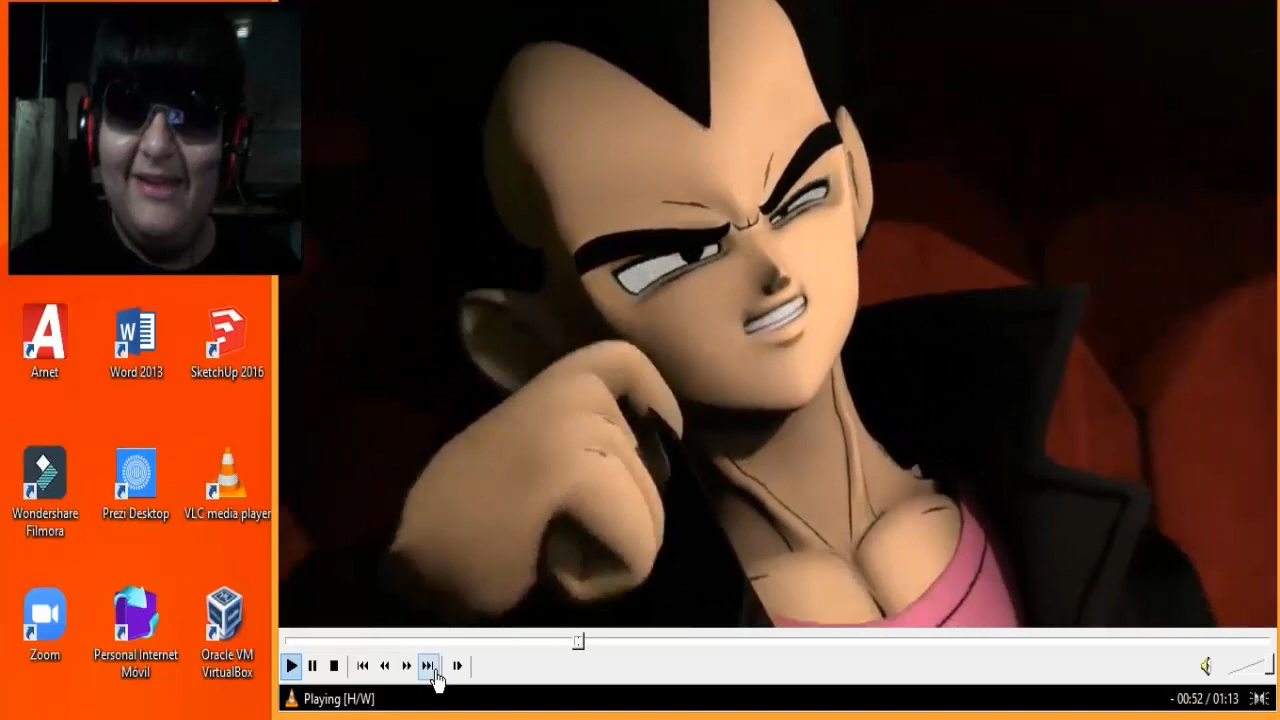 Arnet
Word 2013
SketchUp 2016
Wondershare
Filmora
Prezi Desktop
VLC media player
Zoom
Personal Internet
Móvil
Oracle VM
VirtualBox
Playing [H/W]
- 00:52 / 01:13